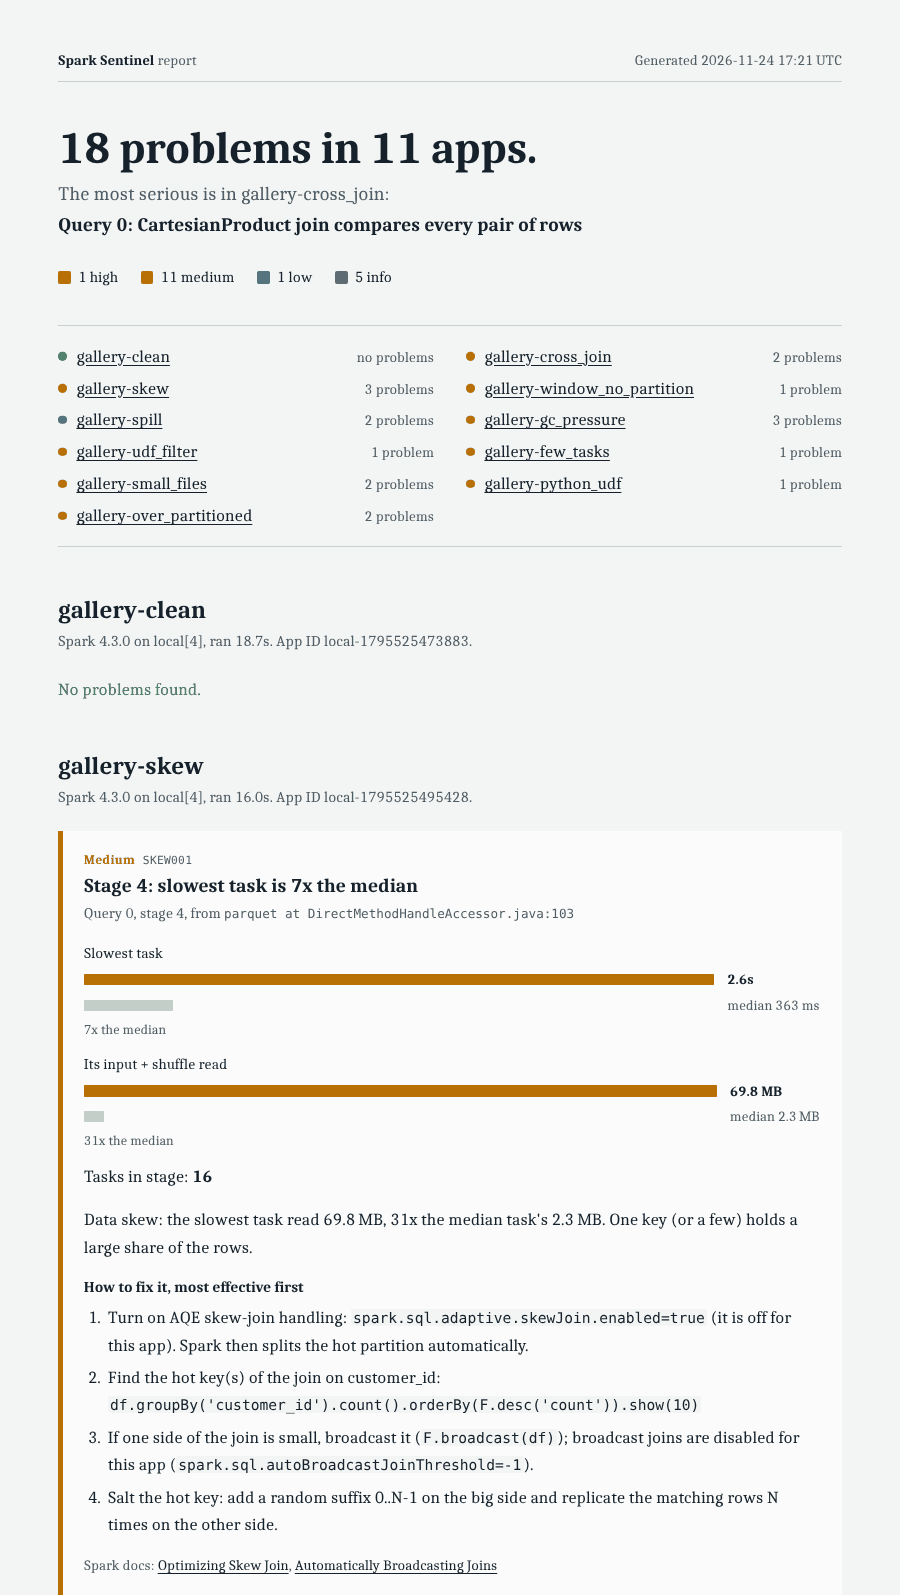 Spark Sentinel report
Generated 2026-11-24 17:21 UTC
18 problems in 11 apps.
The most serious is in gallery-cross_join:
Query 0: CartesianProduct join compares every pair of rows
1 high 11 medium 1 low 5 info
gallery-clean no problems
gallery-cross_join 2 problems
gallery-skew 3 problems
gallery-window_no_partition 1 problem
gallery-spill 2 problems
gallery-gc_pressure 3 problems
gallery-udf_filter 1 problem
gallery-few_tasks 1 problem
gallery-small_files 2 problems
gallery-python_udf 1 problem
gallery-over_partitioned 2 problems
gallery-clean
Spark 4.3.0 on local[4], ran 18.7s. App ID local-1795525473883.
No problems found.
gallery-skew
Spark 4.3.0 on local[4], ran 16.0s. App ID local-1795525495428.
Medium SKEW001
Stage 4: slowest task is 7x the median
Query 0, stage 4, from parquet at DirectMethodHandleAccessor.java:103
Slowest task
2.6s
median 363 ms
7x the median
Its input + shuffle read
69.8 MB
median 2.3 MB
31x the median
Tasks in stage: 16
Data skew: the slowest task read 69.8 MB, 31x the median task's 2.3 MB. One key (or a few) holds a
large share of the rows.
How to fix it, most effective first
1. Turn on AQE skew-join handling: spark.sql.adaptive.skewJoin.enabled=true (it is off for
this app). Spark then splits the hot partition automatically.
2. Find the hot key(s) of the join on customer_id:
df.groupBy('customer_id').count().orderBy(F.desc('count')).show(10)
3. If one side of the join is small, broadcast it (F.broadcast(df)); broadcast joins are disabled for
this app (spark.sql.autoBroadcastJoinThreshold=-1).
4. Salt the hot key: add a random suffix 0..N-1 on the big side and replicate the matching rows N
times on the other side.
Spark docs: Optimizing Skew Join, Automatically Broadcasting Joins